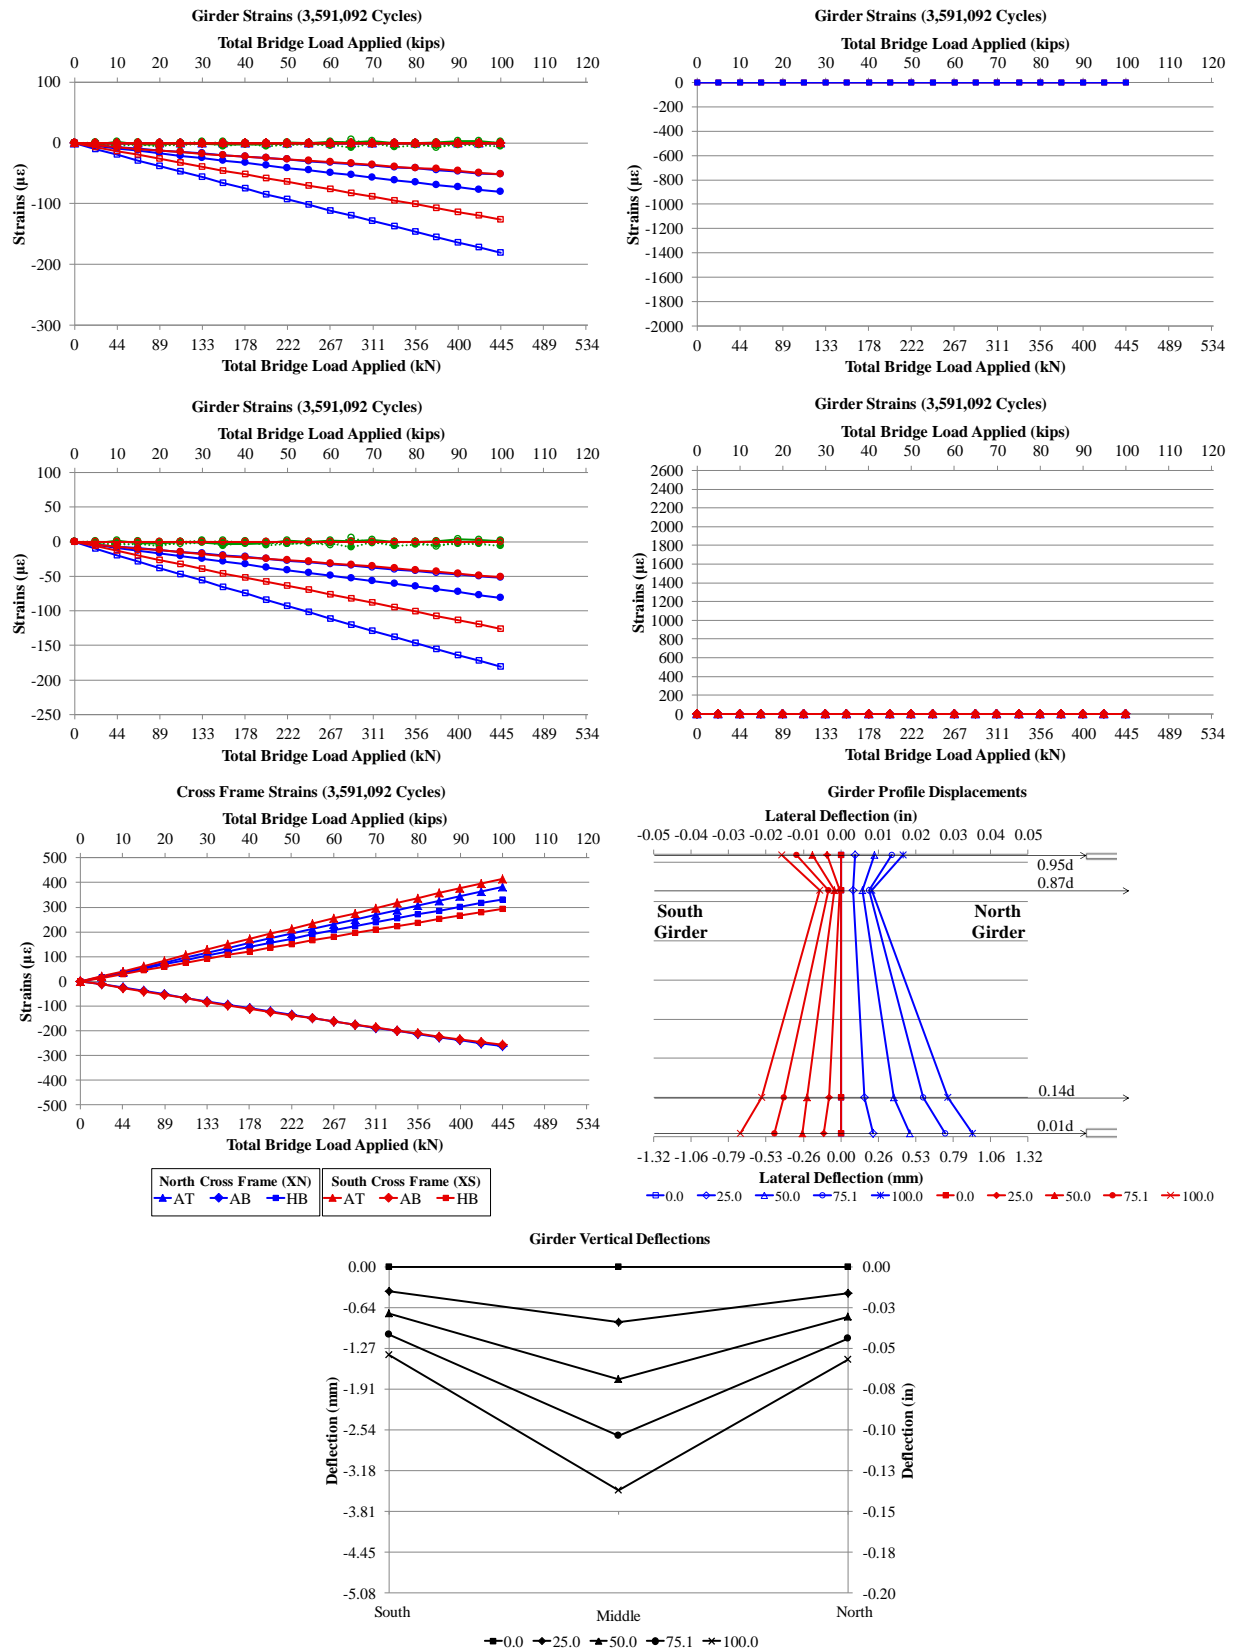 Girder Strains (3,591,092 Cycles)
Total Bridge Load Applied (kips)
0 10 20 30 40 50 60 70 80 90 100 110 120
100
0
-100
-200
-300
Strains (με)
0 44 89 133 178 222 267 311 356 400 445 489 534
Total Bridge Load Applied (kN)
Girder Strains (3,591,092 Cycles)
Total Bridge Load Applied (kips)
0 10 20 30 40 50 60 70 80 90 100 110 120
0
-200
-400
-600
-800
-1000
-1200
-1400
-1600
-1800
-2000
Strains (με)
0 44 89 133 178 222 267 311 356 400 445 489 534
Total Bridge Load Applied (kN)
Girder Strains (3,591,092 Cycles)
Total Bridge Load Applied (kips)
0 10 20 30 40 50 60 70 80 90 100 110 120
100
50
0
-50
-100
-150
-200
-250
Strains (με)
0 44 89 133 178 222 267 311 356 400 445 489 534
Total Bridge Load Applied (kN)
Girder Strains (3,591,092 Cycles)
Total Bridge Load Applied (kips)
0 10 20 30 40 50 60 70 80 90 100 110 120
2600
2400
2200
2000
1800
1600
1400
1200
1000
800
600
400
200
0
Strains (με)
0 44 89 133 178 222 267 311 356 400 445 489 534
Total Bridge Load Applied (kN)
Cross Frame Strains (3,591,092 Cycles)
Total Bridge Load Applied (kips)
0 10 20 30 40 50 60 70 80 90 100 110 120
500
400
300
200
100
0
-100
-200
-300
-400
-500
Strains (με)
0 44 89 133 178 222 267 311 356 400 445 489 534
Total Bridge Load Applied (kN)
North Cross Frame (XN)
AT AB HB
South Cross Frame (XS)
AT AB HB
Girder Profile Displacements
Lateral Deflection (in)
-0.05 -0.04 -0.03 -0.02 -0.01 0.00 0.01 0.02 0.03 0.04 0.05
0.95d
0.87d
South
Girder
North
Girder
0.14d
0.01d
-1.32 -1.06 -0.79 -0.53 -0.26 0.00 0.26 0.53 0.79 1.06 1.32
Lateral Deflection (mm)
0.0 25.0 50.0 75.1 100.0 0.0 25.0 50.0 75.1 100.0
Girder Vertical Deflections
0.00
-0.64
-1.27
-1.91
-2.54
-3.18
-3.81
-4.45
-5.08
Deflection (mm)
0.00
-0.03
-0.05
-0.08
-0.10
-0.13
-0.15
-0.18
-0.20
Deflection (in)
South Middle North
0.0 25.0 50.0 75.1 100.0